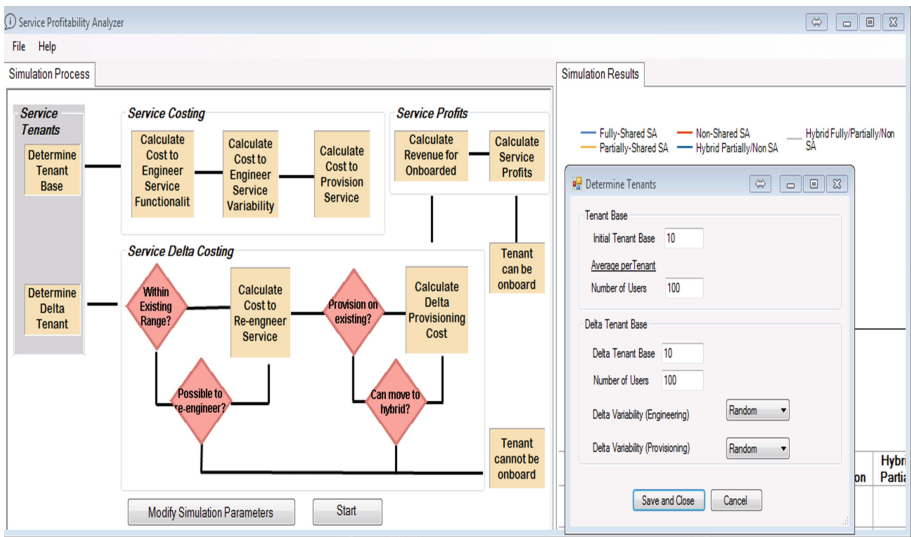 Service Profitability Analyzer
File Help
Simulation Process
Service
Tenants
Determine
Tenant
Base
Determine
Delta
Tenant
Service Costing
Calculate
Cost to
Engineer
Service
Functionalit
Calculate
Cost to
Engineer
Service
Variability
Calculate
Cost to
Provision
Service
Service Profits
Calculate
Revenue for
Onboarded
Calculate
Service
Profits
Service Delta Costing
Within
Existing
Range?
Calculate
Cost to
Re-engneer
Service
Provision on
existing?
Calculate
Delta
Provisioning
Cost
Possible to
re-engineer?
Can move to
hybrid?
Tenant
can be
onboard
Tenant
cannot be
onboard
Modify Simulation Parameters
Start
Simulation Results
Fully-Shared SA
Non-Shared SA
Hybrid Fully/Partially/Non
SA
Partially-Shared SA
Hybrid Partially/Non SA
Determine Tenants
Tenant Base
Initial Tenant Base 10
Average perTenant
Number of Users 100
Delta Tenant Base
Delta Tenant Base 10
Number of Users 100
Delta Variability (Engineering) Random
Delta Variability (Provisioning) Random
Save and Close
Cancel
on
Hybri
Partia